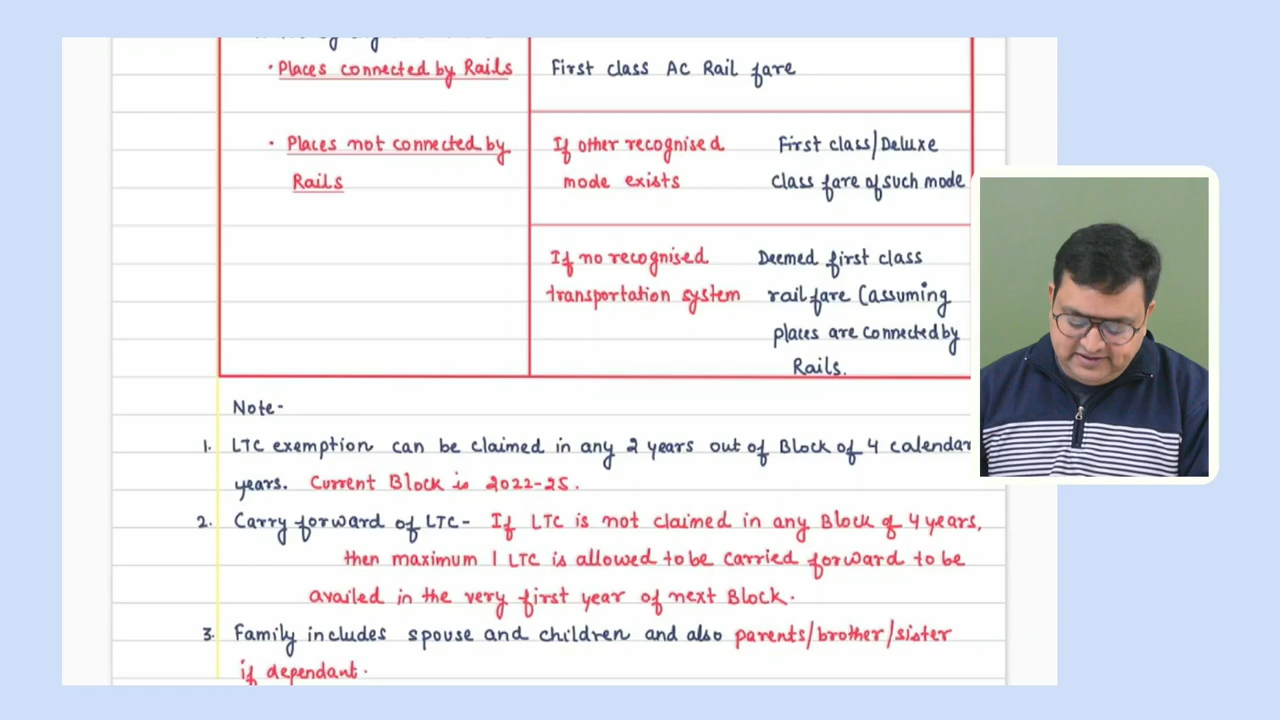 · Places connected by Rails First class AC Rail fare
· Places not connected by If other recognised First class/Deluxe
Rails mode exists class fare of such mode
If no recognised Deemed first class
transportation system rail fare (assuming
places are connected by
Rails.
Note-
1. LTC exemption can be claimed in any 2 years out of Block of 4 calendar
years. Current Block is 2022-25.
2. Carry forward of LTC- If LTC is not claimed in any Block of 4 years,
then maximum 1 LTC is allowed to be carried forward to be
availed in the very first year of next Block.
3. Family includes spouse and children and also parents/brother/sister
if dependant.